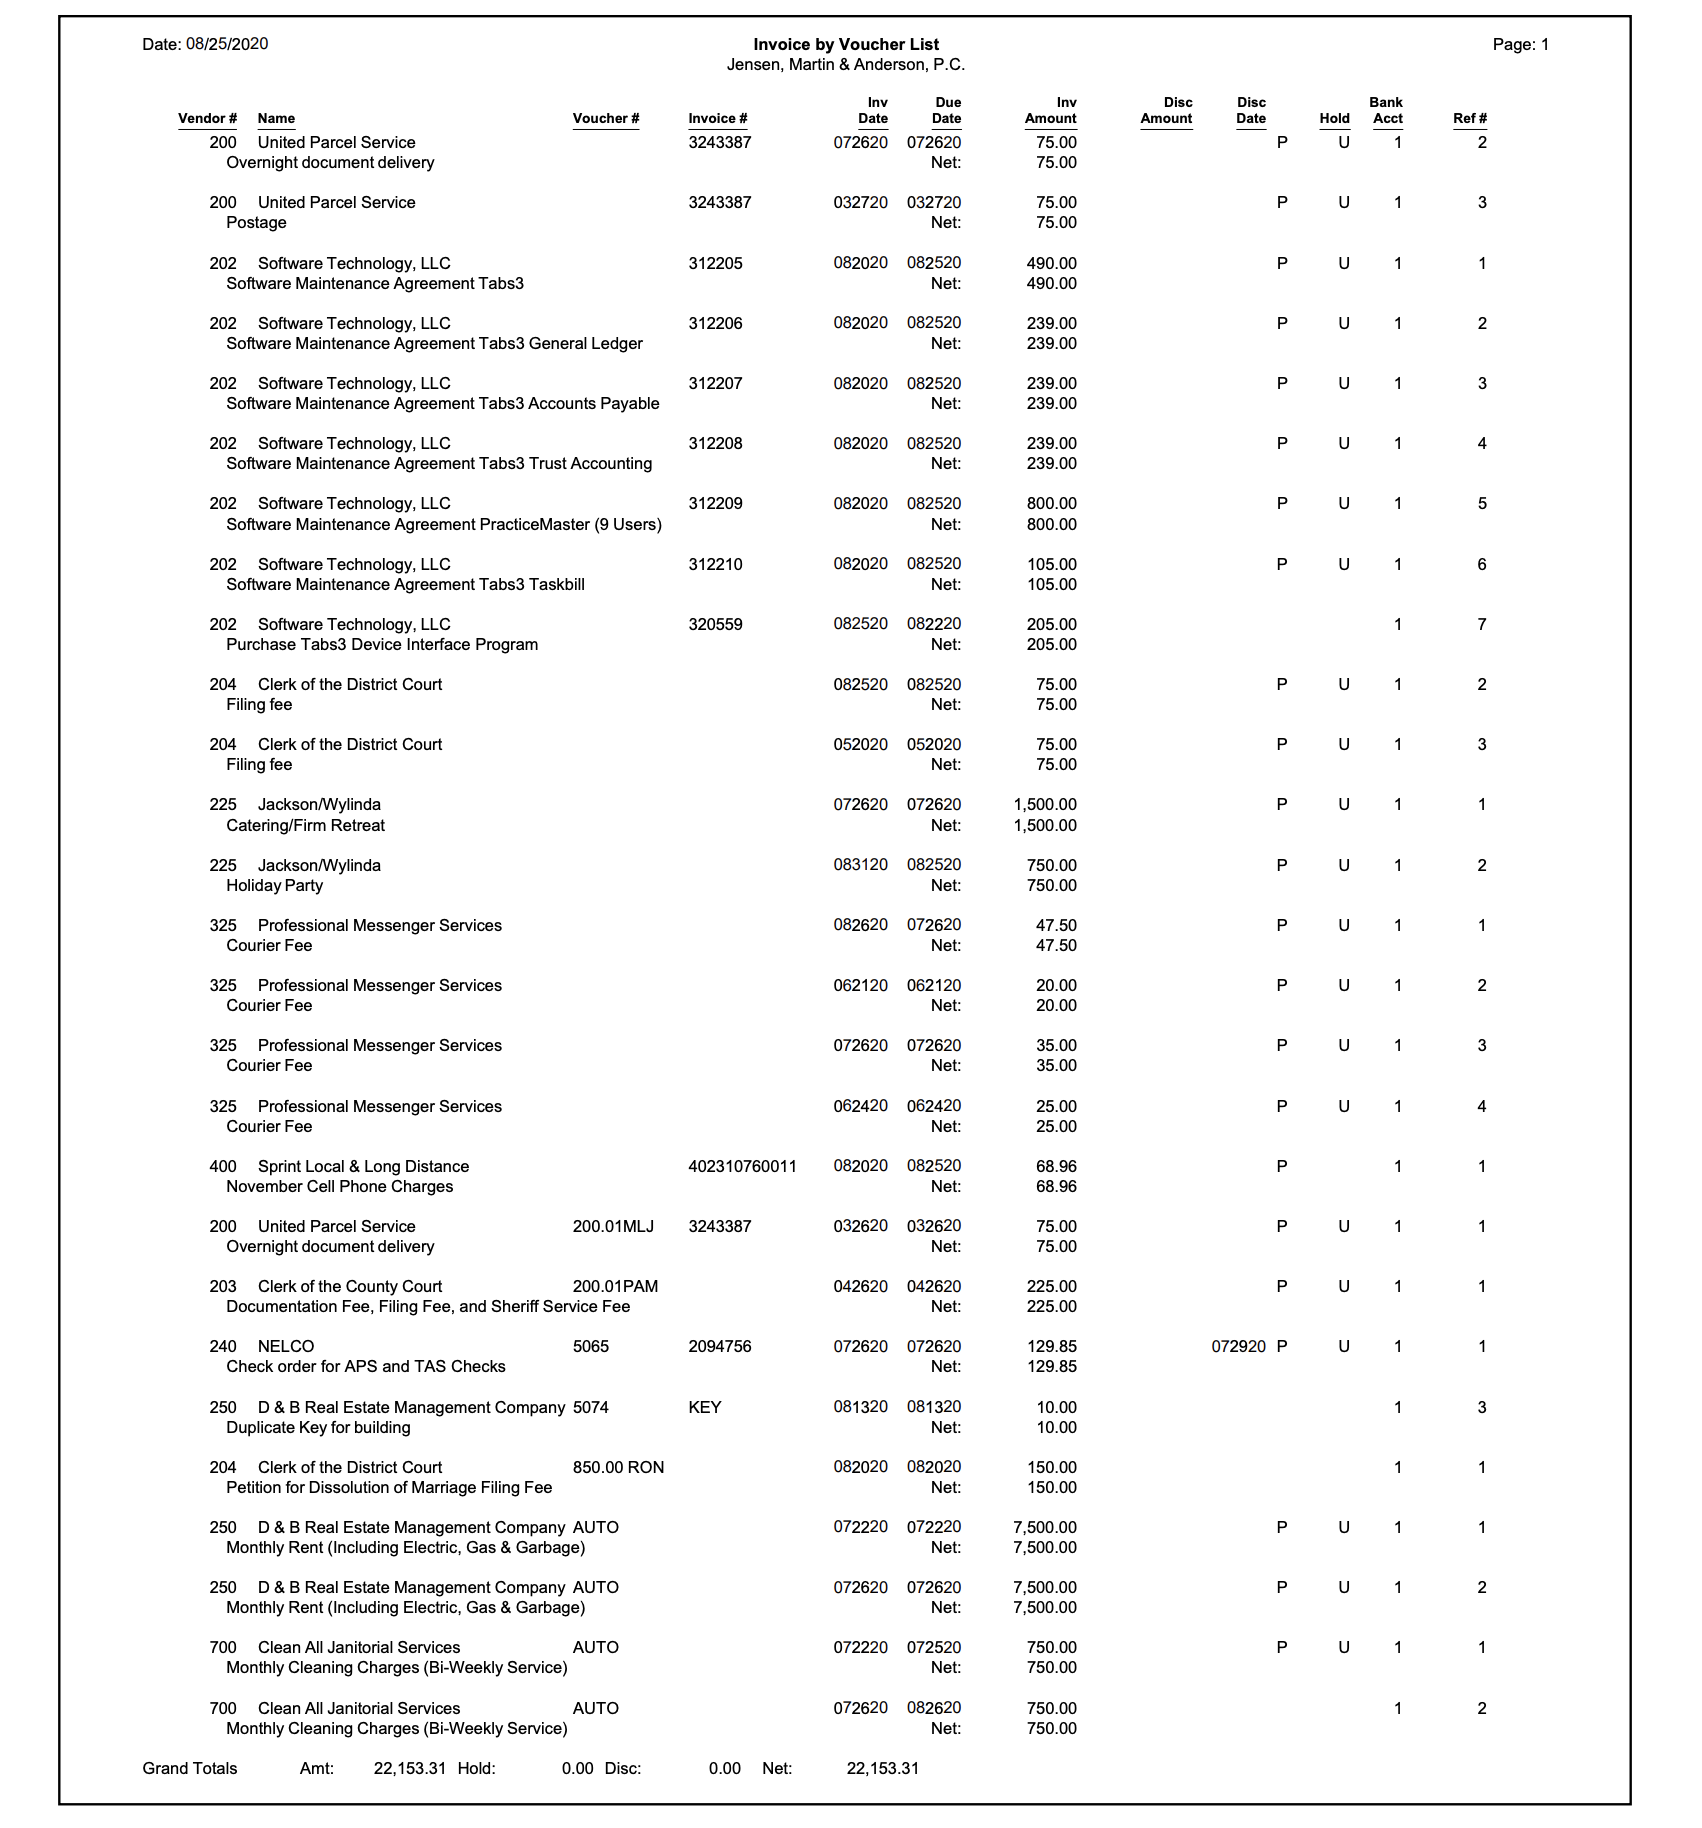 Date: 08/25/2020 Invoice by Voucher List Page: 1
Jensen, Martin & Anderson, P.C.
Inv Due Inv Disc Disc Bank
Vendor # Name Voucher # Invoice # Date Date Amount Amount Date Hold Acct Ref #
200 United Parcel Service 3243387 072620 072620 75.00 P U 1 2
Overnight document delivery Net: 75.00
200 United Parcel Service 3243387 032720 032720 75.00 P U 1 3
Postage Net: 75.00
202 Software Technology, LLC 312205 082020 082520 490.00 P U 1 1
Software Maintenance Agreement Tabs3 Net: 490.00
202 Software Technology, LLC 312206 082020 082520 239.00 P U 1 2
Software Maintenance Agreement Tabs3 General Ledger Net: 239.00
202 Software Technology, LLC 312207 082020 082520 239.00 P U 1 3
Software Maintenance Agreement Tabs3 Accounts Payable Net: 239.00
202 Software Technology, LLC 312208 082020 082520 239.00 P U 1 4
Software Maintenance Agreement Tabs3 Trust Accounting Net: 239.00
202 Software Technology, LLC 312209 082020 082520 800.00 P U 1 5
Software Maintenance Agreement PracticeMaster (9 Users) Net: 800.00
202 Software Technology, LLC 312210 082020 082520 105.00 P U 1 6
Software Maintenance Agreement Tabs3 Taskbill Net: 105.00
202 Software Technology, LLC 320559 082520 082220 205.00 1 7
Purchase Tabs3 Device Interface Program Net: 205.00
204 Clerk of the District Court 082520 082520 75.00 P U 1 2
Filing fee Net: 75.00
204 Clerk of the District Court 052020 052020 75.00 P U 1 3
Filing fee Net: 75.00
225 Jackson/Wylinda 072620 072620 1,500.00 P U 1 1
Catering/Firm Retreat Net: 1,500.00
225 Jackson/Wylinda 083120 082520 750.00 P U 1 2
Holiday Party Net: 750.00
325 Professional Messenger Services 082620 072620 47.50 P U 1 1
Courier Fee Net: 47.50
325 Professional Messenger Services 062120 062120 20.00 P U 1 2
Courier Fee Net: 20.00
325 Professional Messenger Services 072620 072620 35.00 P U 1 3
Courier Fee Net: 35.00
325 Professional Messenger Services 062420 062420 25.00 P U 1 4
Courier Fee Net: 25.00
400 Sprint Local & Long Distance 402310760011 082020 082520 68.96 P 1 1
November Cell Phone Charges Net: 68.96
200 United Parcel Service 200.01MLJ 3243387 032620 032620 75.00 P U 1 1
Overnight document delivery Net: 75.00
203 Clerk of the County Court 200.01PAM 042620 042620 225.00 P U 1 1
Documentation Fee, Filing Fee, and Sheriff Service Fee Net: 225.00
240 NELCO 5065 2094756 072620 072620 129.85 072920 P U 1 1
Check order for APS and TAS Checks Net: 129.85
250 D & B Real Estate Management Company 5074 KEY 081320 081320 10.00 1 3
Duplicate Key for building Net: 10.00
204 Clerk of the District Court 850.00 RON 082020 082020 150.00 1 1
Petition for Dissolution of Marriage Filing Fee Net: 150.00
250 D & B Real Estate Management Company AUTO 072220 072220 7,500.00 P U 1 1
Monthly Rent (Including Electric, Gas & Garbage) Net: 7,500.00
250 D & B Real Estate Management Company AUTO 072620 072620 7,500.00 P U 1 2
Monthly Rent (Including Electric, Gas & Garbage) Net: 7,500.00
700 Clean All Janitorial Services AUTO 072220 072520 750.00 P U 1 1
Monthly Cleaning Charges (Bi-Weekly Service) Net: 750.00
700 Clean All Janitorial Services AUTO 072620 082620 750.00 1 2
Monthly Cleaning Charges (Bi-Weekly Service) Net: 750.00
Grand Totals Amt: 22,153.31 Hold: 0.00 Disc: 0.00 Net: 22,153.31